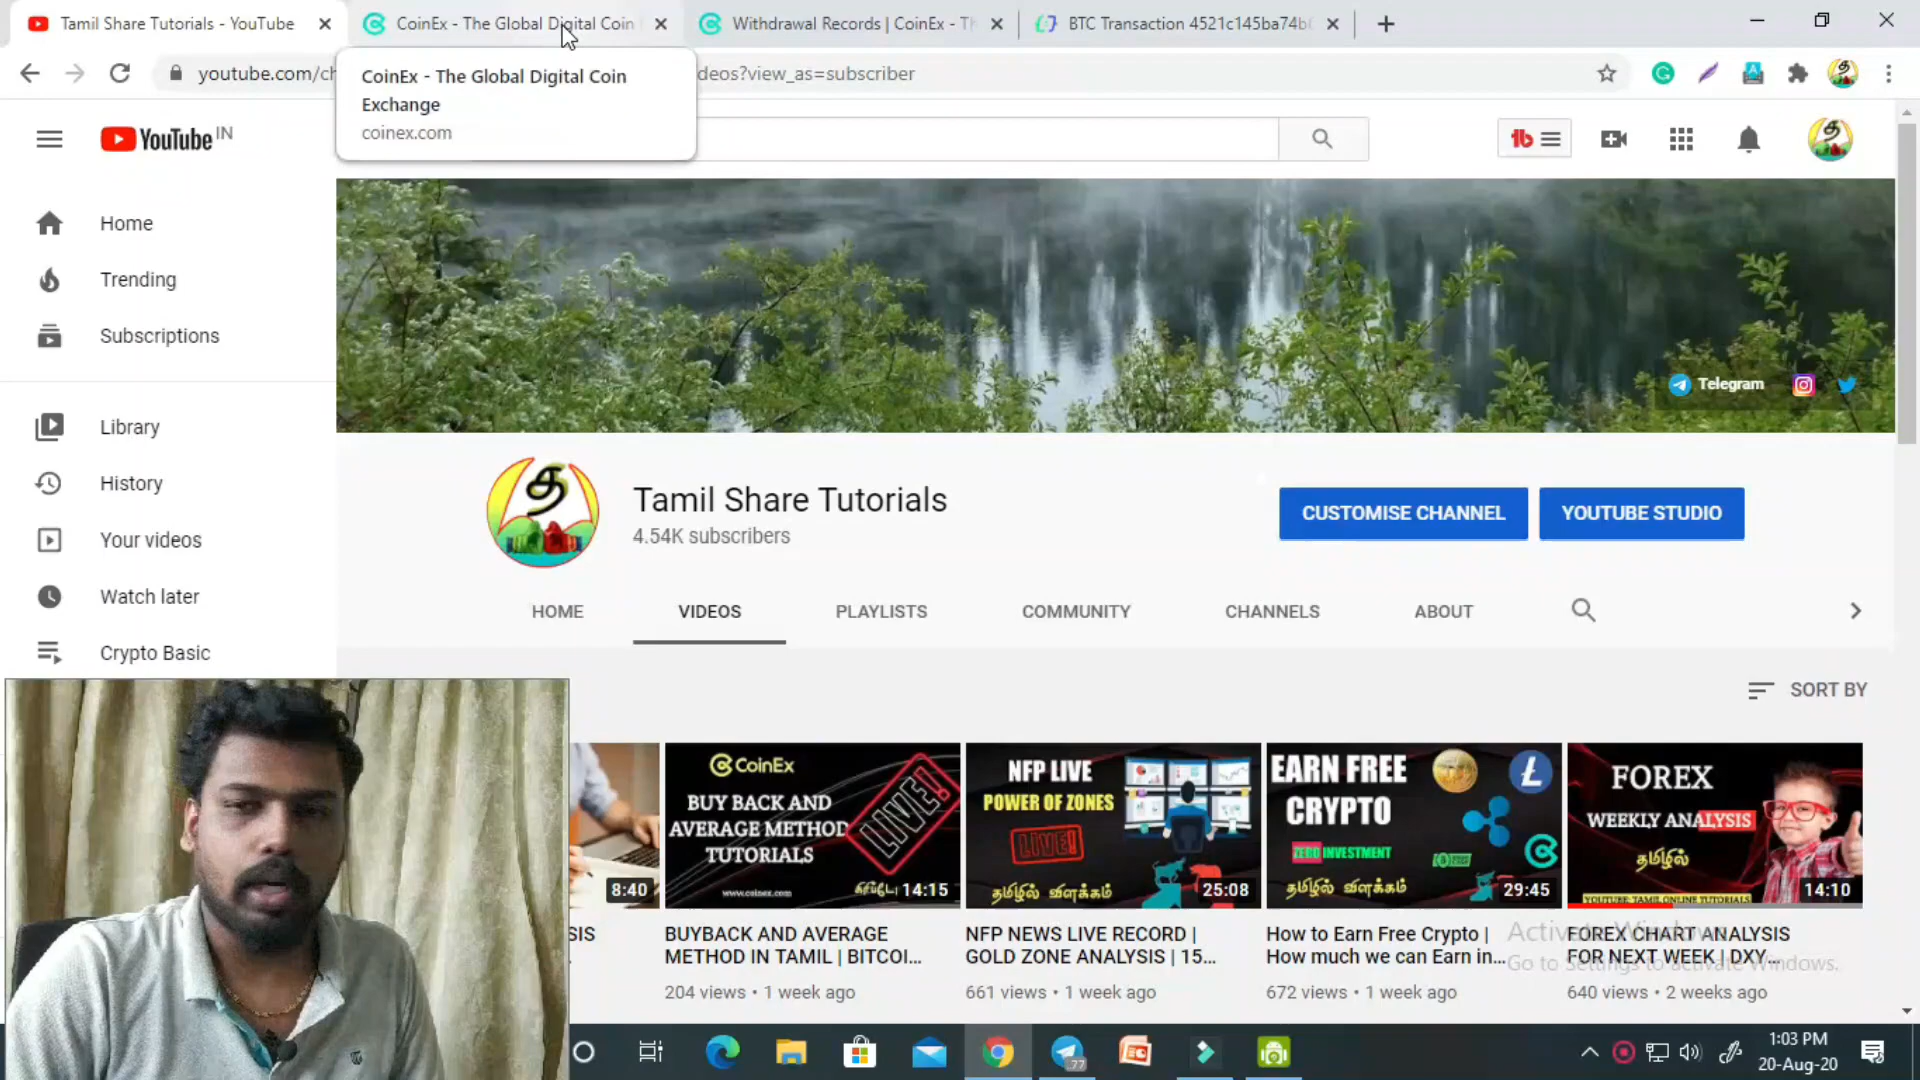 Tamil Share Tutorials - YouTube
CoinEx - The Global Digital Coin
Withdrawal Records | CoinEx - Th
BTC Transaction 4521c145ba74b
youtube.com/ch
deos?view_as=subscriber
CoinEx - The Global Digital Coin
Exchange
coinex.com
YouTube IN
Home
Trending
Subscriptions
Library
History
Your videos
Watch later
Crypto Basic
Telegram
த
Tamil Share Tutorials
4.54K subscribers
CUSTOMISE CHANNEL
YOUTUBE STUDIO
HOME
VIDEOS
PLAYLISTS
COMMUNITY
CHANNELS
ABOUT
SORT BY
8:40
CoinEx
BUY BACK AND
AVERAGE METHOD
TUTORIALS
LIVE!
www.coinex.com
14:15
NFP LIVE
POWER OF ZONES
LIVE!
தமிழில் விளக்கம்
25:08
EARN FREE
CRYPTO
ZERO INVESTMENT
தமிழில் விளக்கம்
29:45
FOREX
WEEKLY ANALYSIS
தமிழில்
YOUTUBE: TAMIL ONLINE TUTORIALS
14:10
SIS
BUYBACK AND AVERAGE
METHOD IN TAMIL | BITCOI...
204 views • 1 week ago
NFP NEWS LIVE RECORD |
GOLD ZONE ANALYSIS | 15...
661 views • 1 week ago
How to Earn Free Crypto |
How much we can Earn in...
672 views • 1 week ago
FOREX CHART ANALYSIS
FOR NEXT WEEK | DXY...
640 views • 2 weeks ago
Activate Windows
Go to Settings to activate Windows.
77
1:03 PM
20-Aug-20